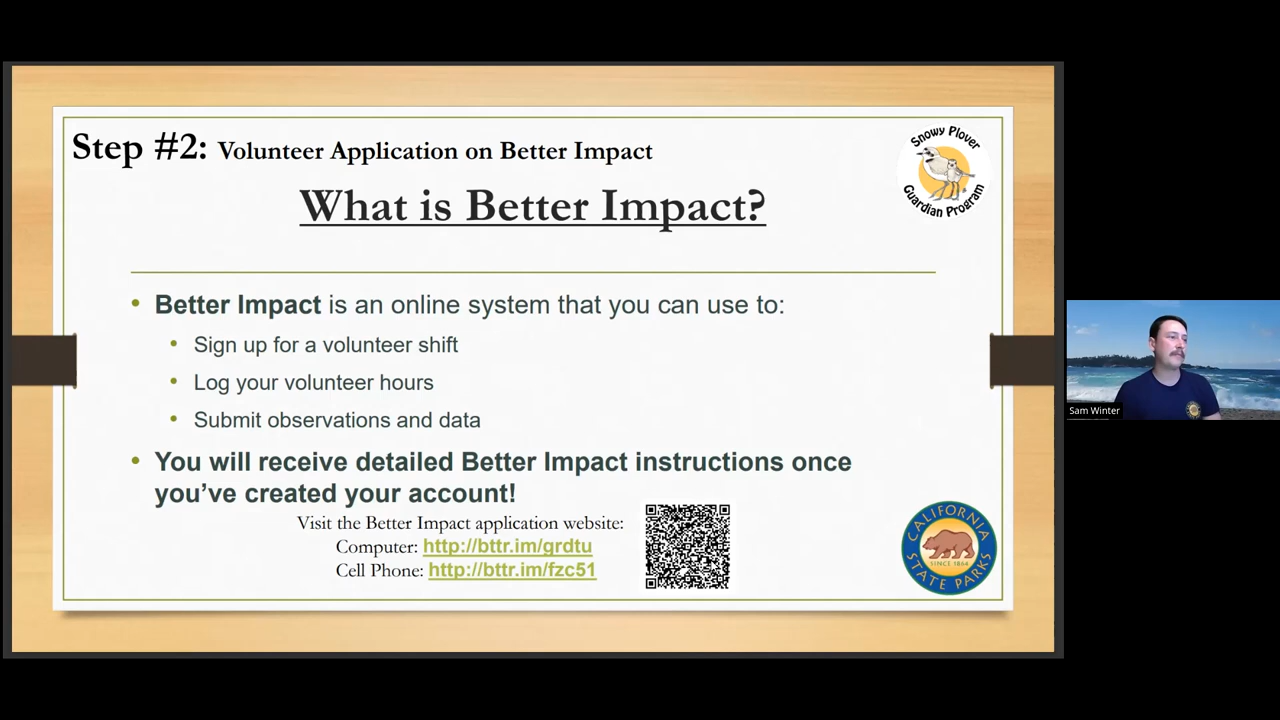 Step #2: Volunteer Application on Better Impact
What is Better Impact?
Snowy Plover
Guardian Program
• Better Impact is an online system that you can use to:
• Sign up for a volunteer shift
• Log your volunteer hours
• Submit observations and data
• You will receive detailed Better Impact instructions once
you’ve created your account!
Visit the Better Impact application website:
Computer: http://bttr.im/grdtu
Cell Phone: http://bttr.im/fzc51
CALIFORNIA
SINCE 1864
STATE PARKS
Sam Winter